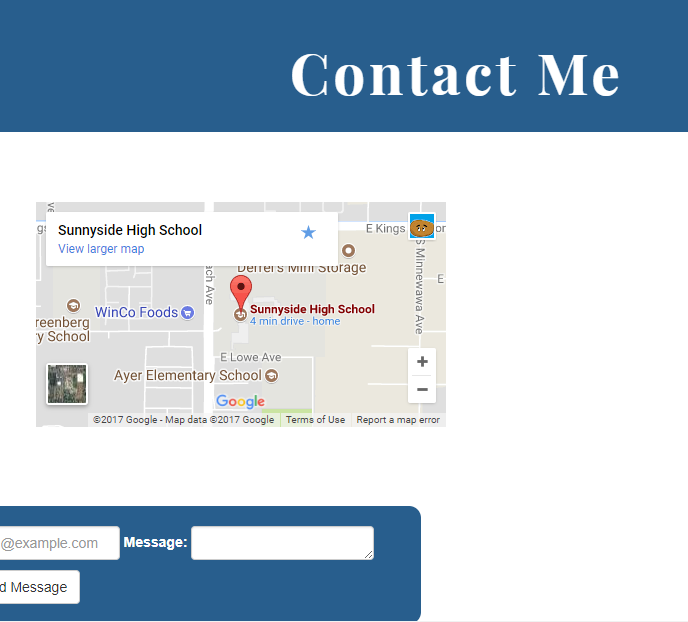 Contact Me
Sunnyside High School
View larger map
E Kings
Derrel's Mini Storage
ach Ave
S Minnewawa Ave
E
WinCo Foods
Sunnyside High School
4 min drive - home
reenberg
ry School
E Lowe Ave
Ayer Elementary School
+
−
Google
©2017 Google - Map data ©2017 Google
Terms of Use
Report a map error
@example.com
Message:
d Message